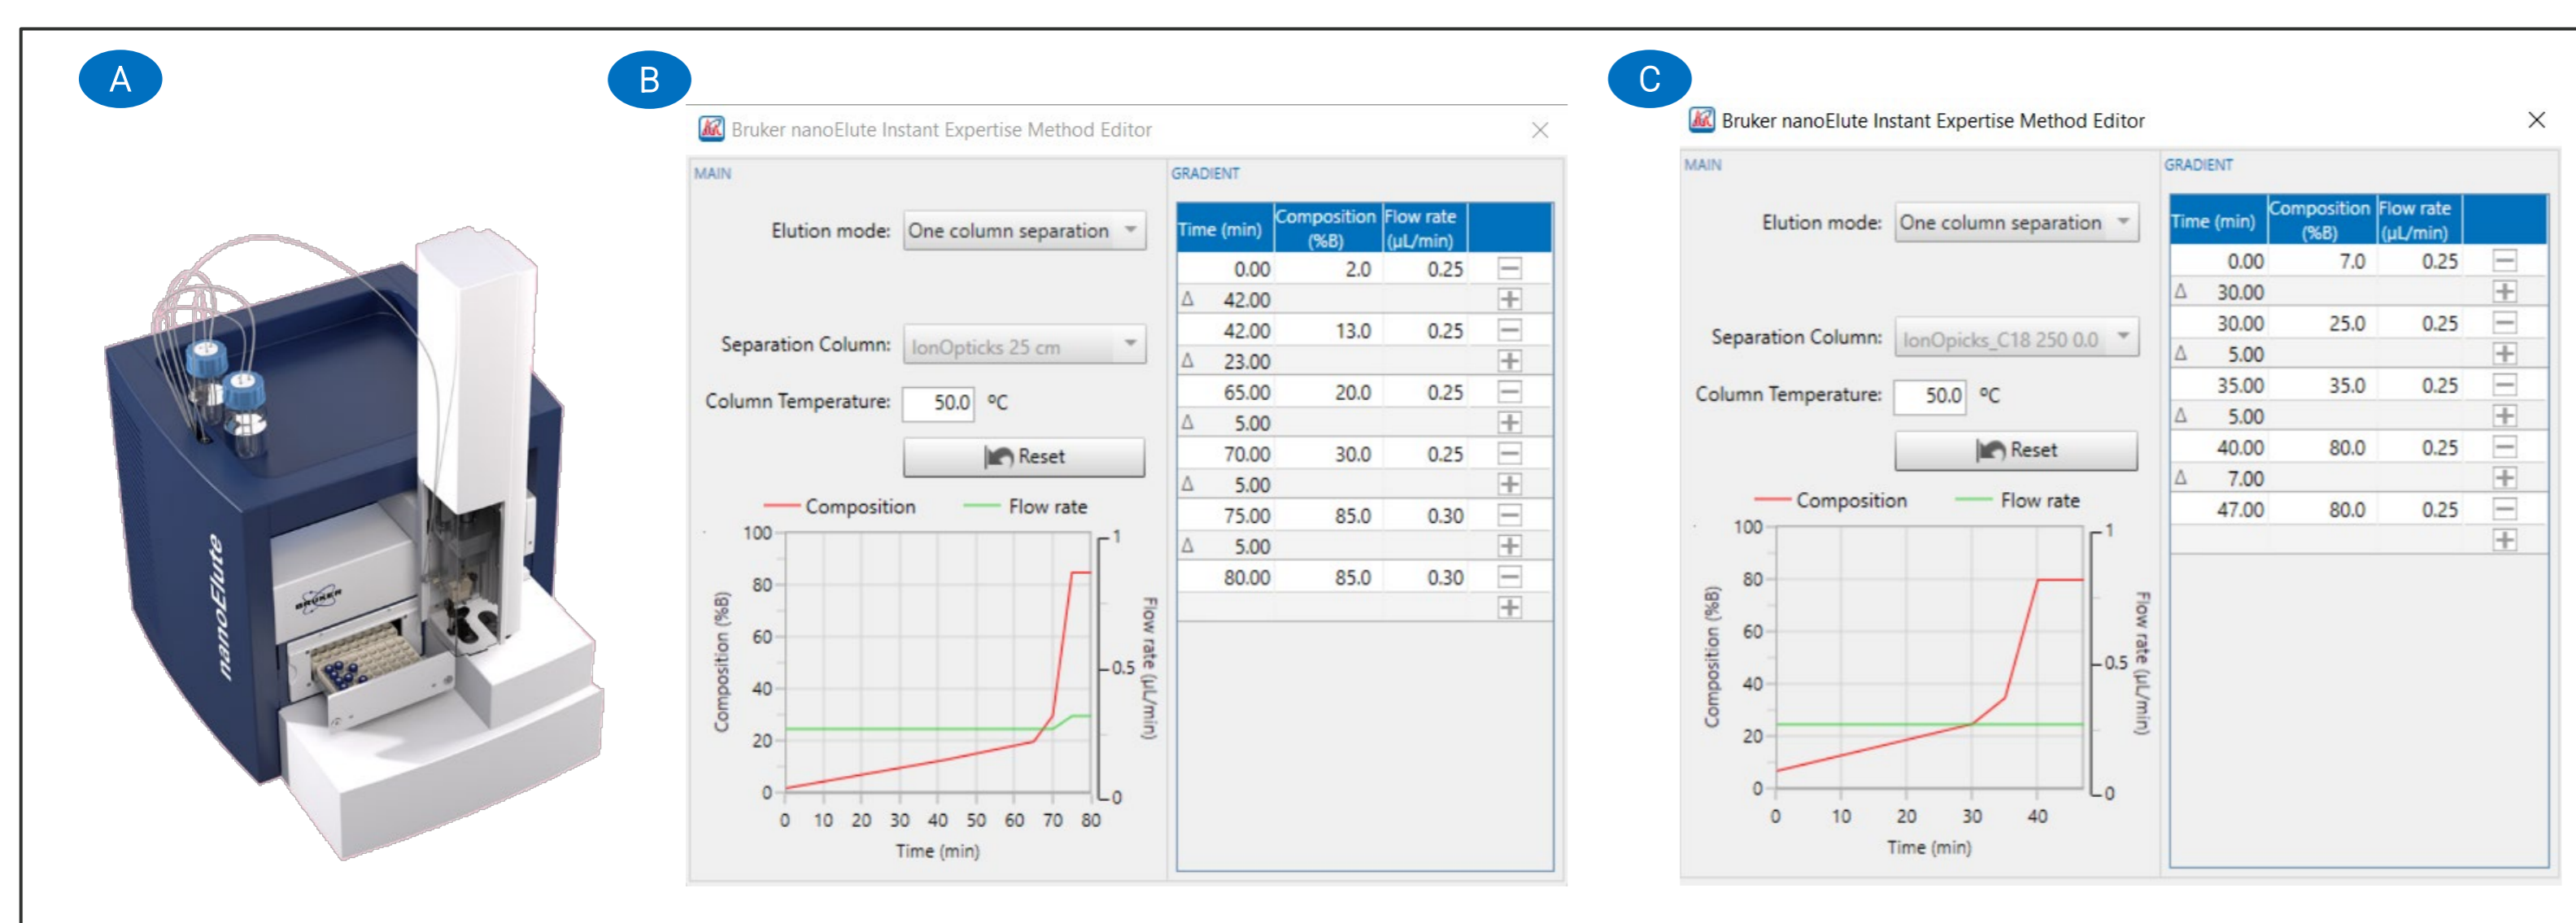 A
nanoElute
BRUKER
B
Bruker nanoElute Instant Expertise Method Editor
MAIN
Elution mode: One column separation
Separation Column: IonOpticks 25 cm
Column Temperature: 50.0 ºC
Reset
Composition Flow rate
100
80
60
40
20
0
Composition (%B)
1
0.5
0
Flow rate (µL/min)
0 10 20 30 40 50 60 70 80
Time (min)
GRADIENT
Time (min) Composition (%B) Flow rate (µL/min)
0.00 2.0 0.25
Δ 42.00
42.00 13.0 0.25
Δ 23.00
65.00 20.0 0.25
Δ 5.00
70.00 30.0 0.25
Δ 5.00
75.00 85.0 0.30
Δ 5.00
80.00 85.0 0.30
C
Bruker nanoElute Instant Expertise Method Editor
MAIN
Elution mode: One column separation
Separation Column: IonOpicks_C18 250 0.0
Column Temperature: 50.0 ºC
Reset
Composition Flow rate
100
80
60
40
20
0
Composition (%B)
1
0.5
0
Flow rate (µL/min)
0 10 20 30 40
Time (min)
GRADIENT
Time (min) Composition (%B) Flow rate (µL/min)
0.00 7.0 0.25
Δ 30.00
30.00 25.0 0.25
Δ 5.00
35.00 35.0 0.25
Δ 5.00
40.00 80.0 0.25
Δ 7.00
47.00 80.0 0.25